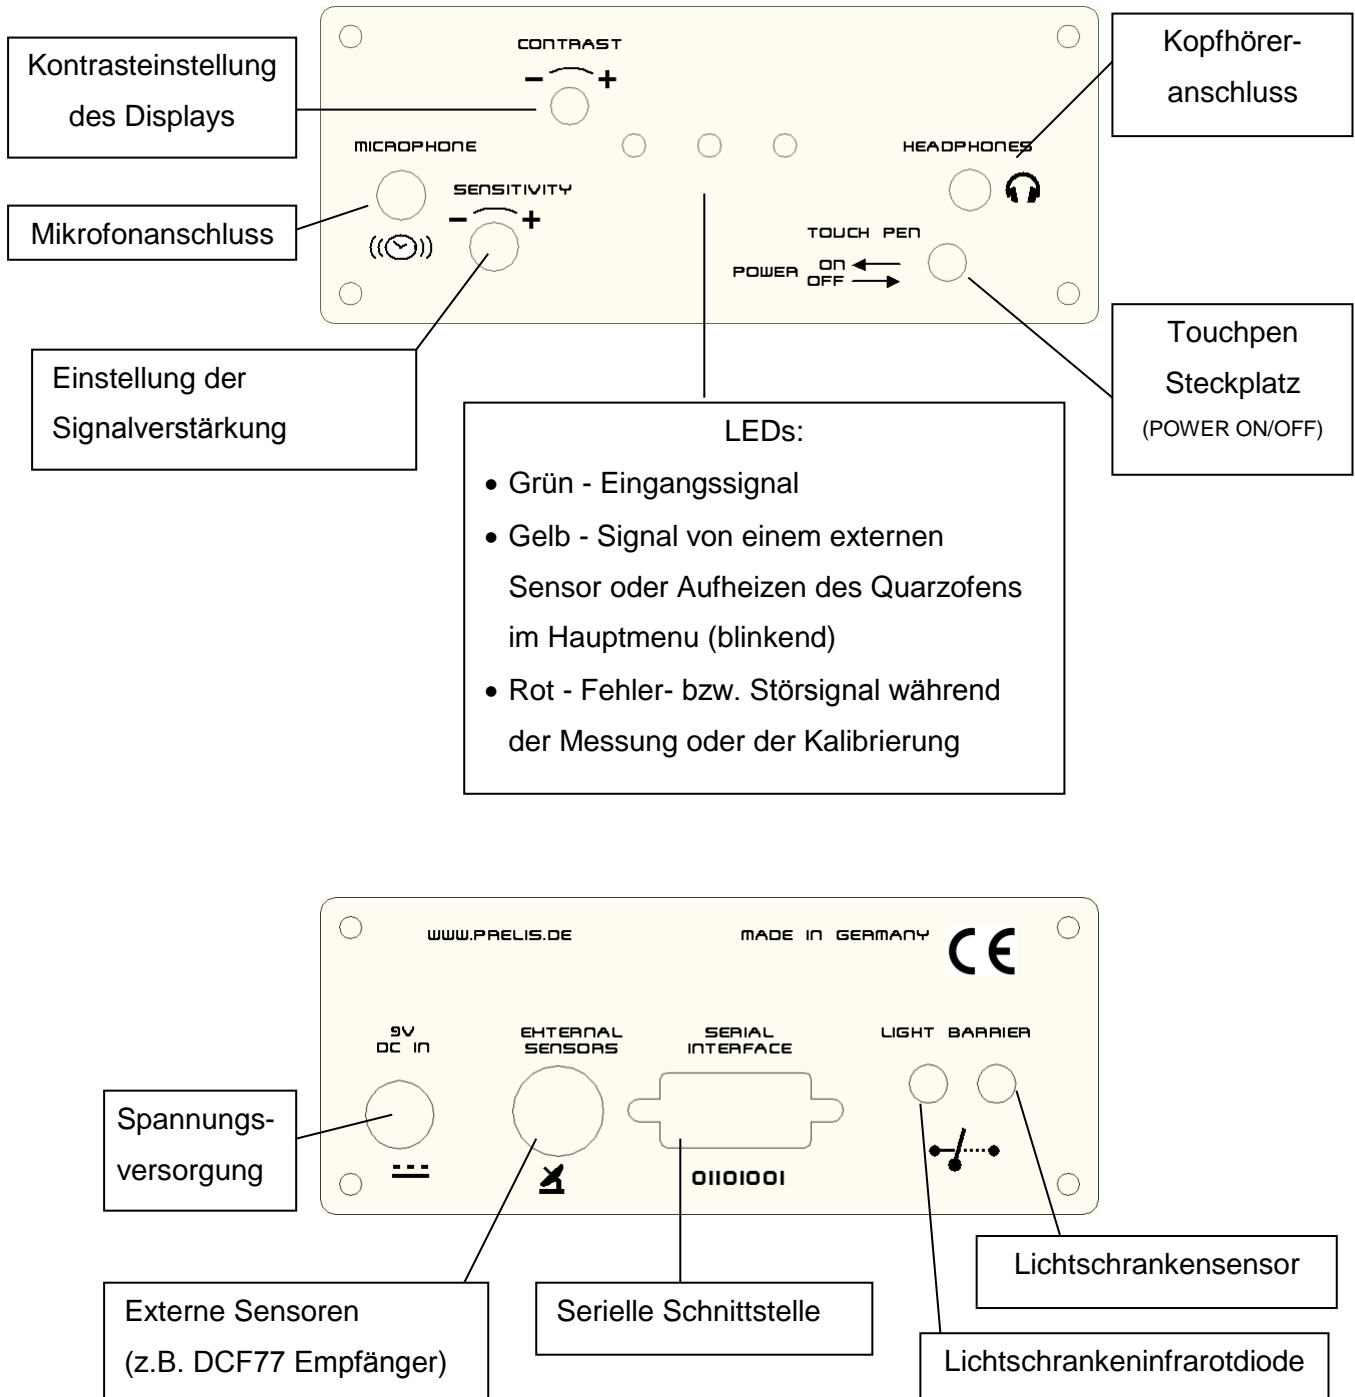 Kontrasteinstellung
des Displays
CONTRAST
- +
Kopfhörer-
anschluss
MICROPHONE
HEADPHONES
SENSITIVITY
- +
Mikrofonanschluss
TOUCH PEN
POWER ON
OFF
Einstellung der
Signalverstärkung
Touchpen
Steckplatz
(POWER ON/OFF)
LEDs:
• Grün - Eingangssignal
• Gelb - Signal von einem externen
Sensor oder Aufheizen des Quarzofens
im Hauptmenu (blinkend)
• Rot - Fehler- bzw. Störsignal während
der Messung oder der Kalibrierung
WWW.PRELIS.DE
MADE IN GERMANY CE
9V
DC IN
EXTERNAL
SENSORS
SERIAL
INTERFACE
LIGHT BARRIER
Spannungs-
versorgung
01101001
Lichtschrankensensor
Externe Sensoren
(z.B. DCF77 Empfänger)
Serielle Schnittstelle
Lichtschrankeninfrarotdiode